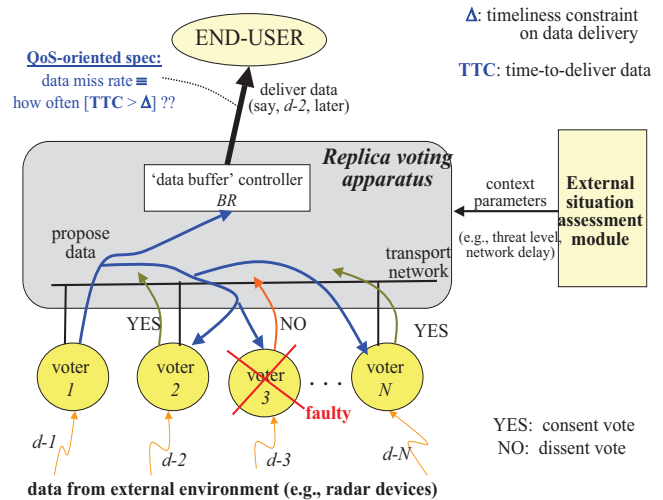 Δ: timeliness constraint
on data delivery
TTC: time-to-deliver data
END-USER
QoS-oriented spec:
data miss rate ≡
how often [TTC > Δ] ??
deliver data
(say, d-2, later)
Replica voting
apparatus
'data buffer' controller
BR
propose
data
transport
network
context
parameters
(e.g., threat level,
network delay)
External
situation
assessment
module
YES
NO
YES
voter
1
voter
2
voter
3
faulty
. . .
voter
N
d-1
d-2
d-3
d-N
YES: consent vote
NO: dissent vote
data from external environment (e.g., radar devices)